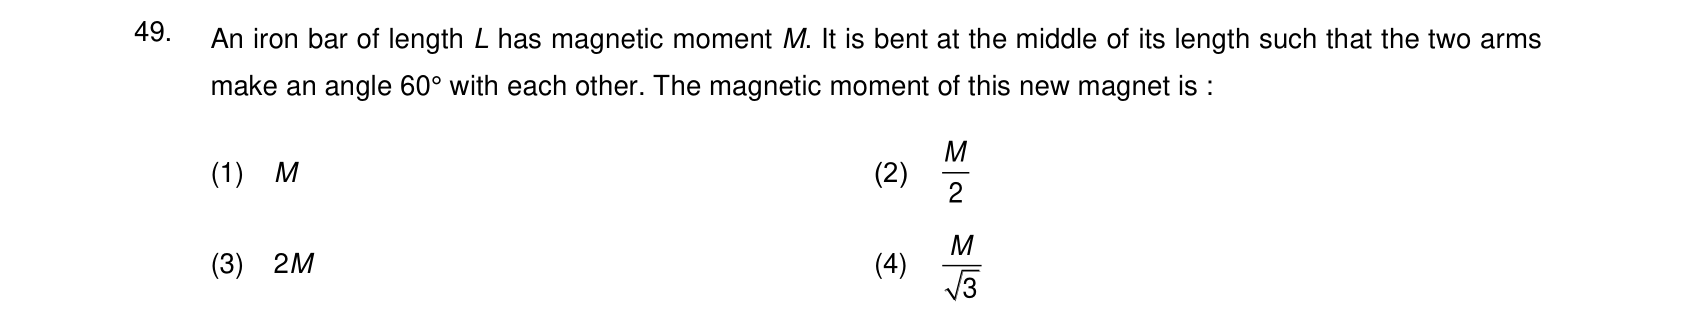 49. An iron bar of length L has magnetic moment M. It is bent at the middle of its length such that the two arms
make an angle 60° with each other. The magnetic moment of this new magnet is :
(1) M (2) M/2
(3) 2M (4) M/√3